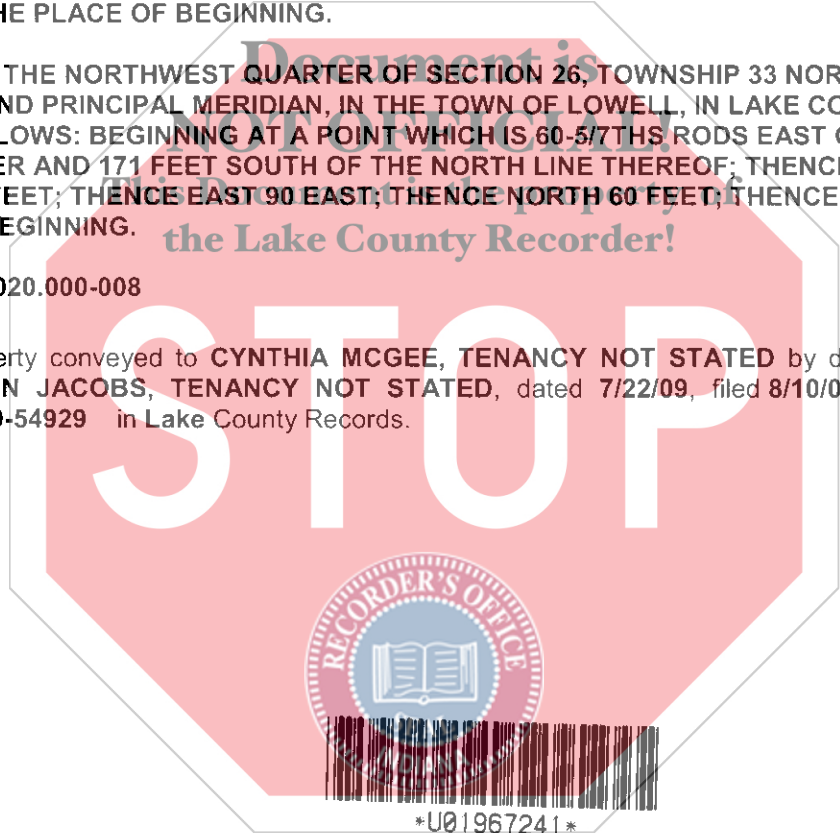 HE PLACE OF BEGINNING.
Document is
THE NORTHWEST QUARTER OF SECTION 26, TOWNSHIP 33 NOR
ND PRINCIPAL MERIDIAN, IN THE TOWN OF LOWELL, IN LAKE CO
NOT OFFICIAL!
LOWS: BEGINNING AT A POINT WHICH IS 60-5/7THS RODS EAST
ER AND 171 FEET SOUTH OF THE NORTH LINE THEREOF; THENC
This Document is the property of
EET; THENCE EAST 90 EAST; THENCE NORTH 60 FEET; THENCE
EGINNING.
the Lake County Recorder!
020.000-008
STOP
erty conveyed to CYNTHIA MCGEE, TENANCY NOT STATED by d
N JACOBS, TENANCY NOT STATED, dated 7/22/09, filed 8/10/0
-54929 in Lake County Records.
RECORDER'S OFFICE
INDIANA
*U01967241*